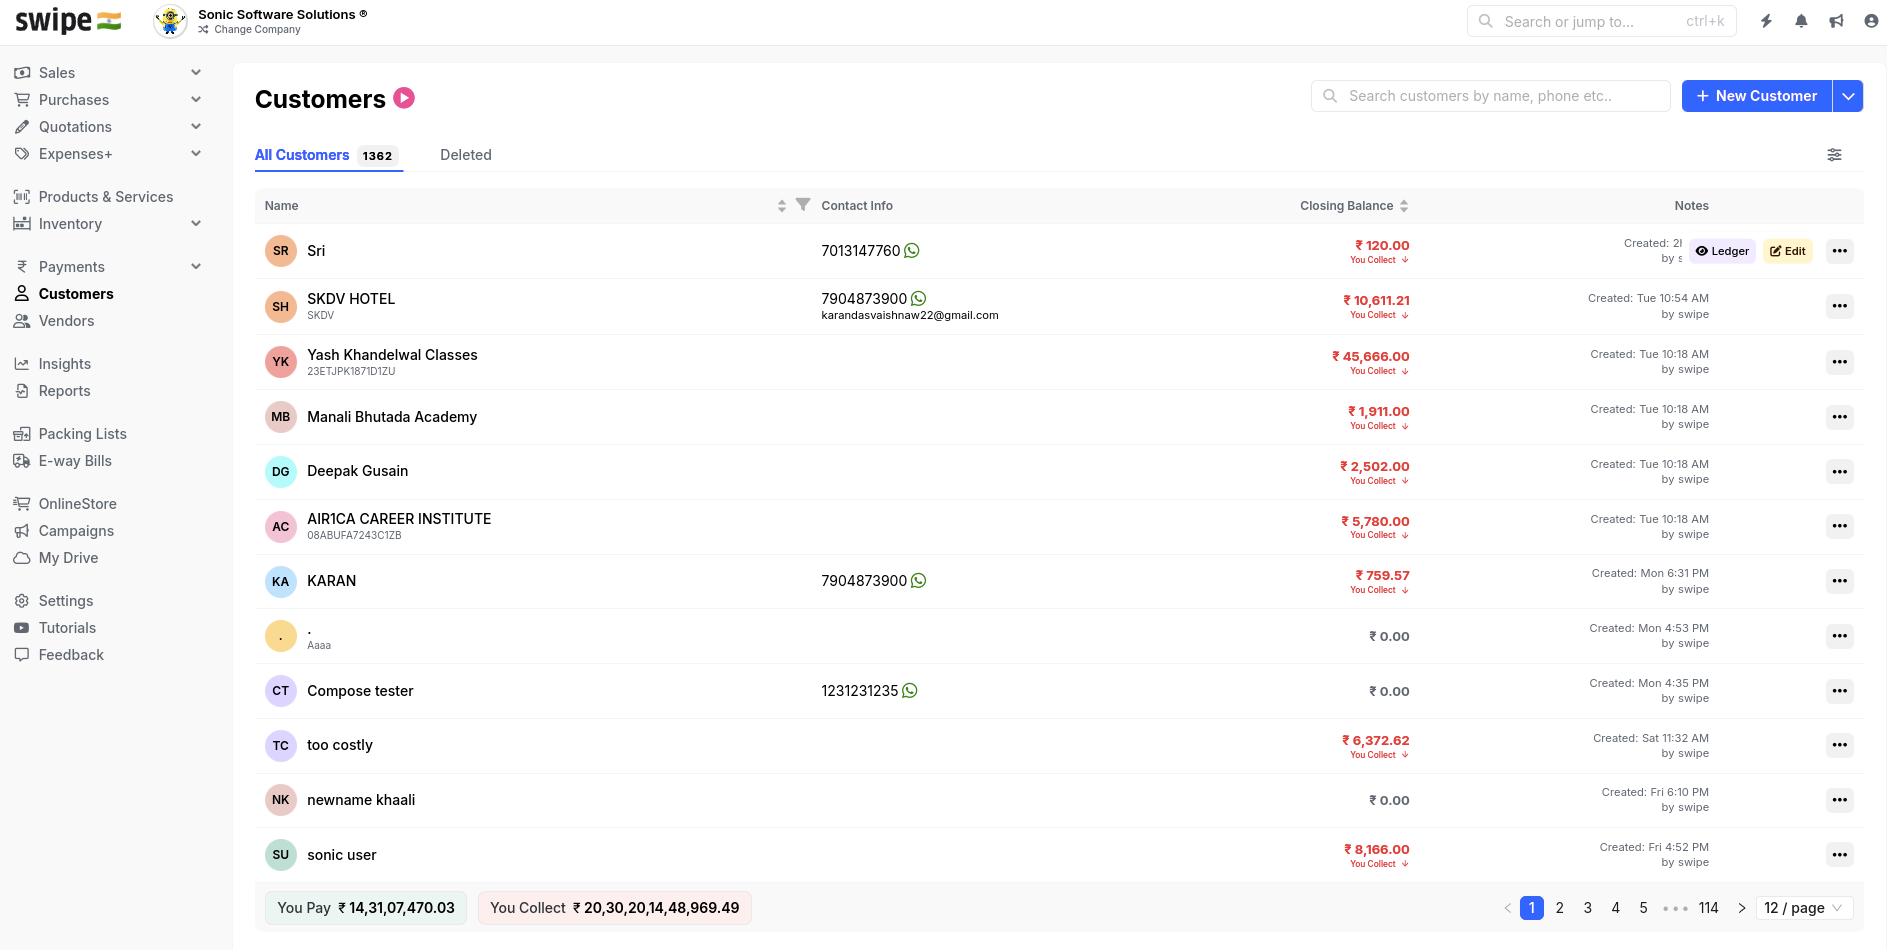 swipe
Sonic Software Solutions ®
Change Company
Search or jump to... ctrl+k
Sales
Purchases
Quotations
Expenses+
Products & Services
Inventory
Payments
Customers
Vendors
Insights
Reports
Packing Lists
E-way Bills
OnlineStore
Campaigns
My Drive
Settings
Tutorials
Feedback
Customers
Search customers by name, phone etc..
+ New Customer
All Customers 1362 Deleted
Name Contact Info Closing Balance Notes
SR Sri 7013147760 ₹ 120.00 You Collect ↓
Created: 2
by s
Ledger Edit •••
SH SKDV HOTEL
SKDV
7904873900
karandasvaishnaw22@gmail.com
₹ 10,611.21
You Collect ↓
Created: Tue 10:54 AM
by swipe
•••
YK Yash Khandelwal Classes
23ETJPK1871D1ZU
₹ 45,666.00
You Collect ↓
Created: Tue 10:18 AM
by swipe
•••
MB Manali Bhutada Academy
₹ 1,911.00
You Collect ↓
Created: Tue 10:18 AM
by swipe
•••
DG Deepak Gusain
₹ 2,502.00
You Collect ↓
Created: Tue 10:18 AM
by swipe
•••
AC AIR1CA CAREER INSTITUTE
08ABUFA7243C1ZB
₹ 5,780.00
You Collect ↓
Created: Tue 10:18 AM
by swipe
•••
KA KARAN 7904873900
₹ 759.57
You Collect ↓
Created: Mon 6:31 PM
by swipe
•••
. .
Aaaa
₹ 0.00
Created: Mon 4:53 PM
by swipe
•••
CT Compose tester 1231231235 ₹ 0.00
Created: Mon 4:35 PM
by swipe
•••
TC too costly
₹ 6,372.62
You Collect ↓
Created: Sat 11:32 AM
by swipe
•••
NK newname khaali ₹ 0.00
Created: Fri 6:10 PM
by swipe
•••
SU sonic user
₹ 8,166.00
You Collect ↓
Created: Fri 4:52 PM
by swipe
•••
You Pay ₹ 14,31,07,470.03 You Collect ₹ 20,30,20,14,48,969.49
< 1 2 3 4 5 ••• 114 > 12 / page